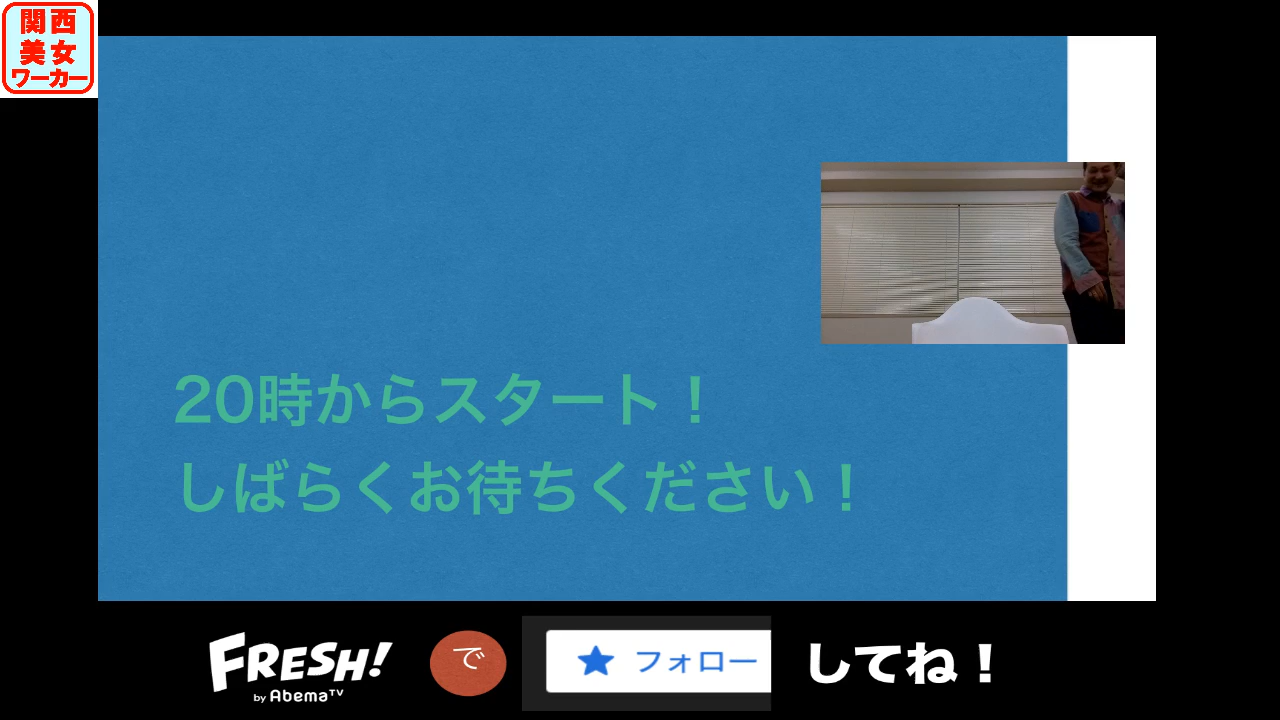 関西
美女
ワーカー
20時からスタート！
しばらくお待ちください！
FRESH!
by AbemaTV
で
フォロー
してね！